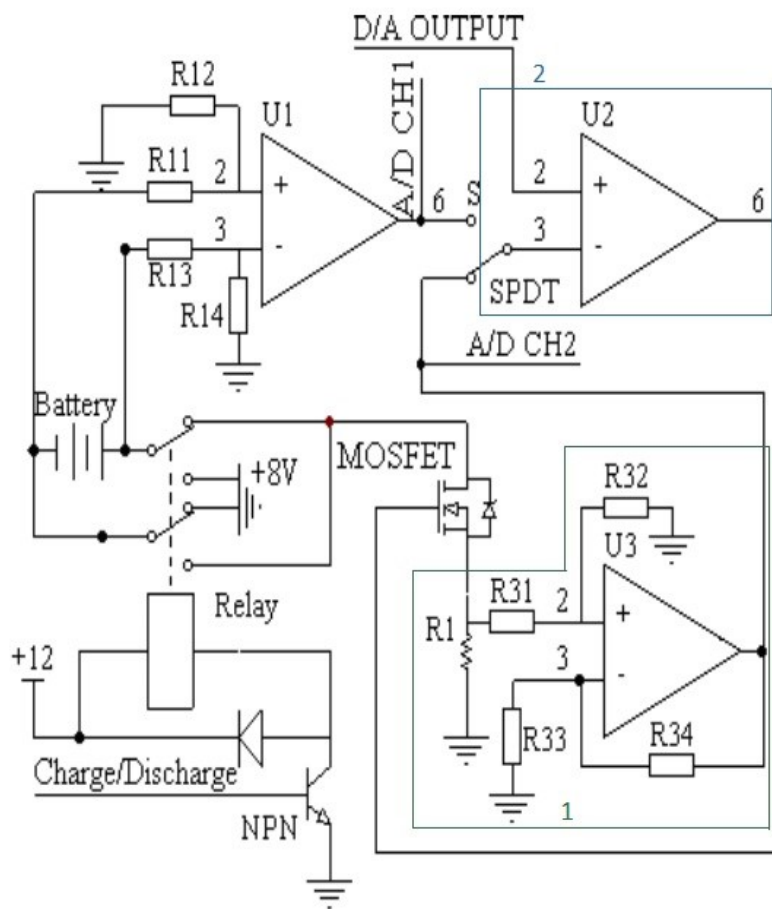 D/A OUTPUT
2
R12
U1
A/D CH1
U2
R11
2
+
6
S
2
+
6
3
-
3
-
R13
SPDT
R14
A/D CH2
Battery
MOSFET
+8V
R32
U3
R31
2
+
Relay
R1
3
-
+12
R33
R34
Charge/Discharge
NPN
1